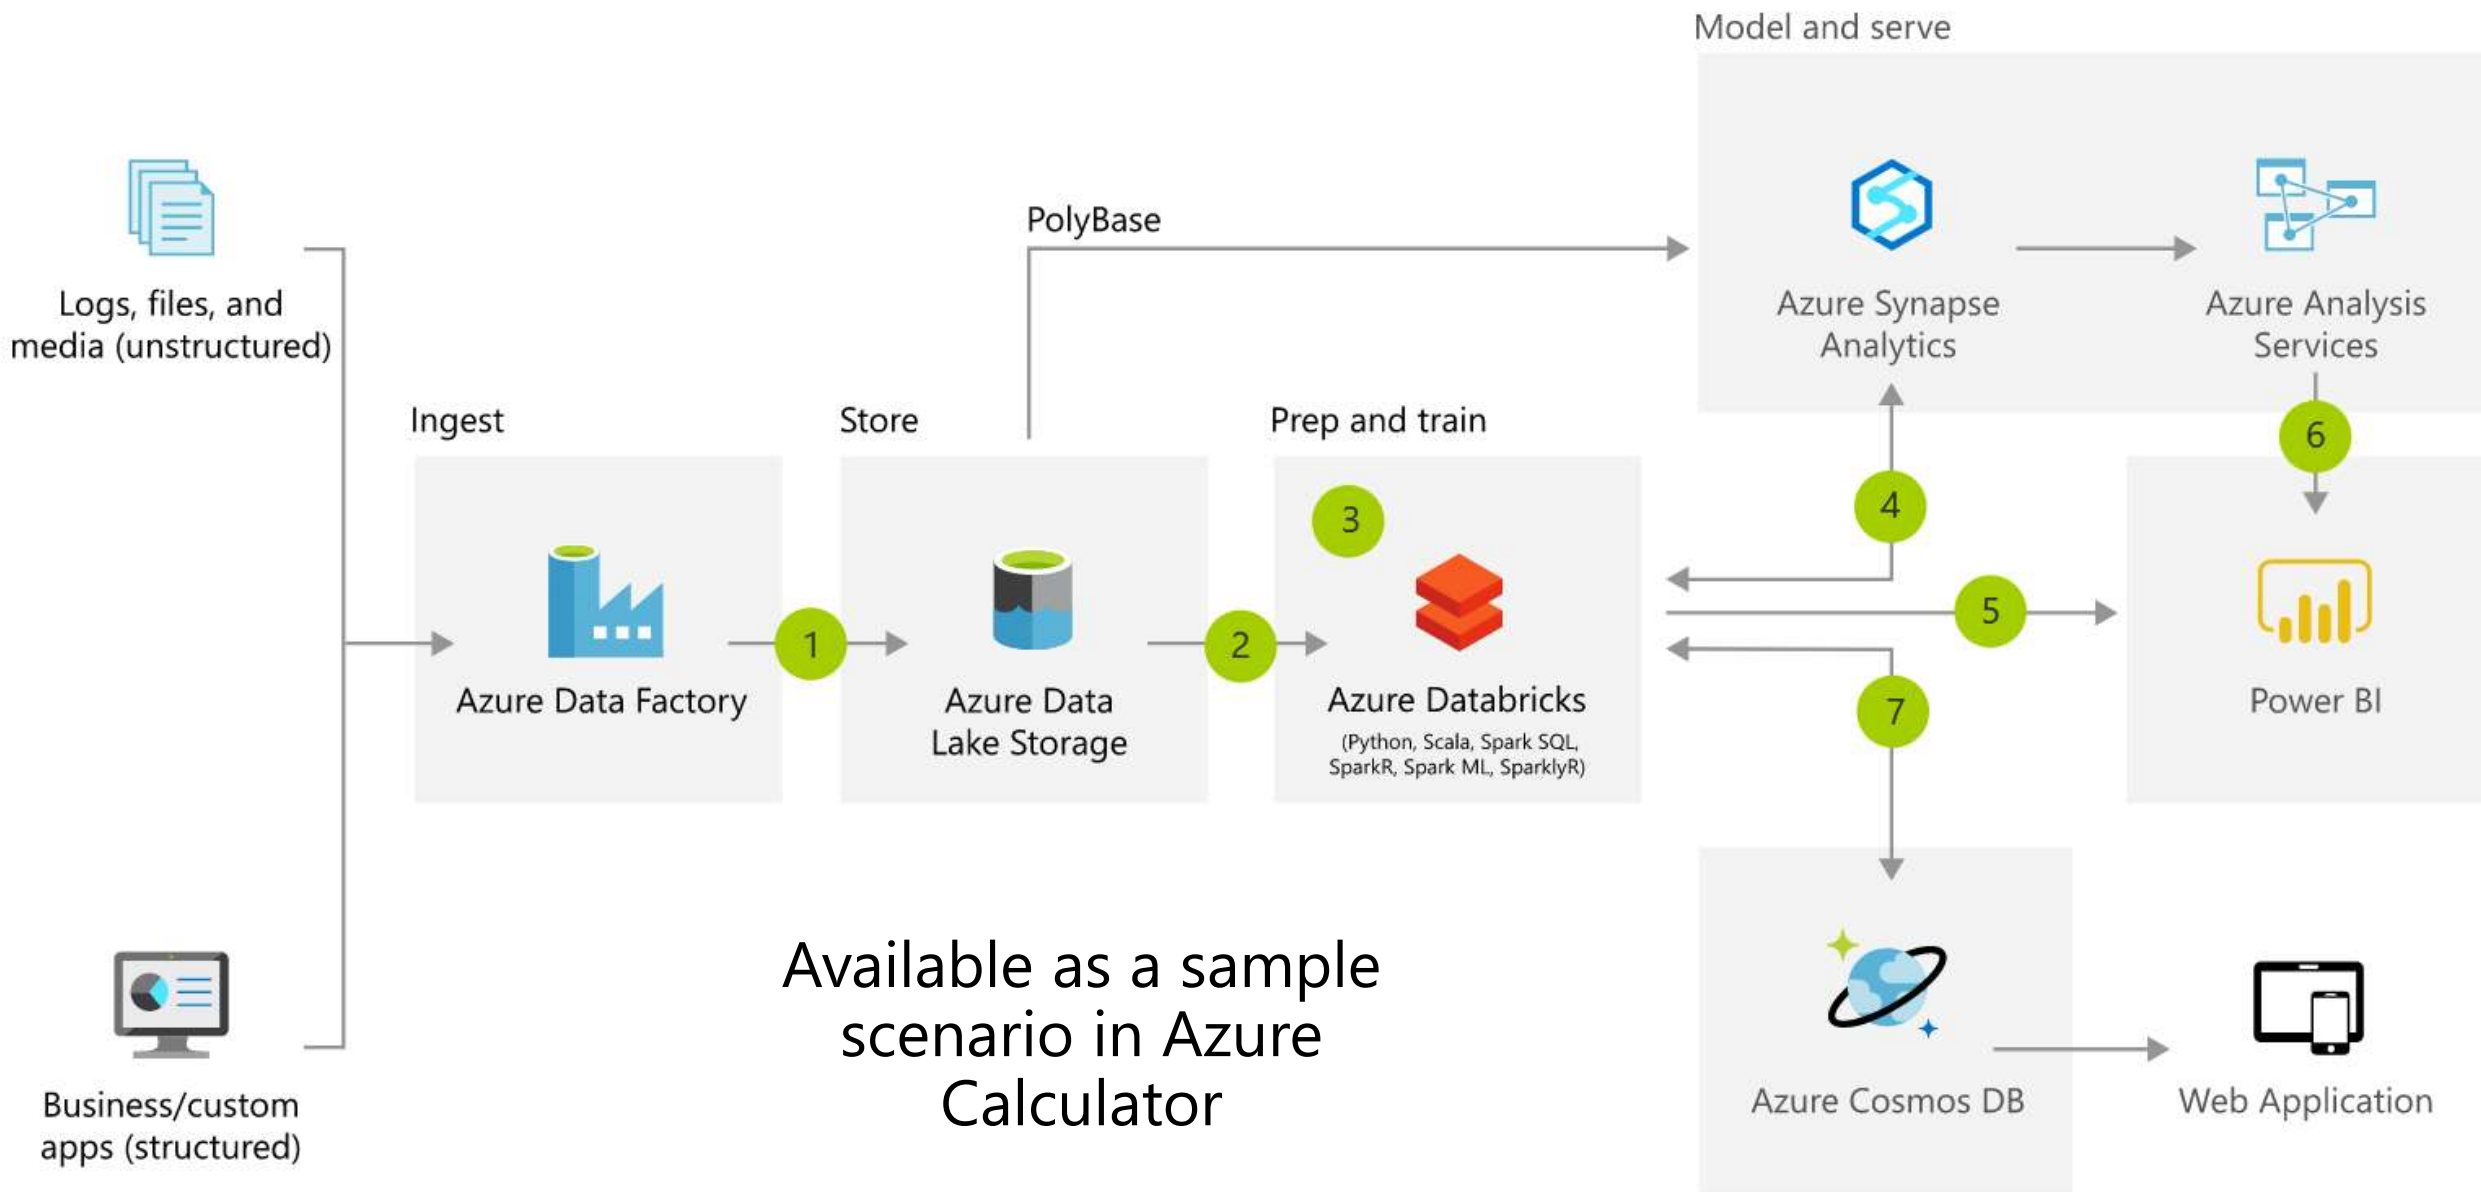 Model and serve
PolyBase
Logs, files, and
media (unstructured)
Azure Synapse
Analytics
Azure Analysis
Services
Ingest
Store
Prep and train
6
4
3
5
1
2
Azure Data Factory
Azure Data
Lake Storage
Azure Databricks
(Python, Scala, Spark SQL,
SparkR, Spark ML, SparklyR)
7
Power BI
Available as a sample
scenario in Azure
Calculator
Business/custom
apps (structured)
Azure Cosmos DB
Web Application